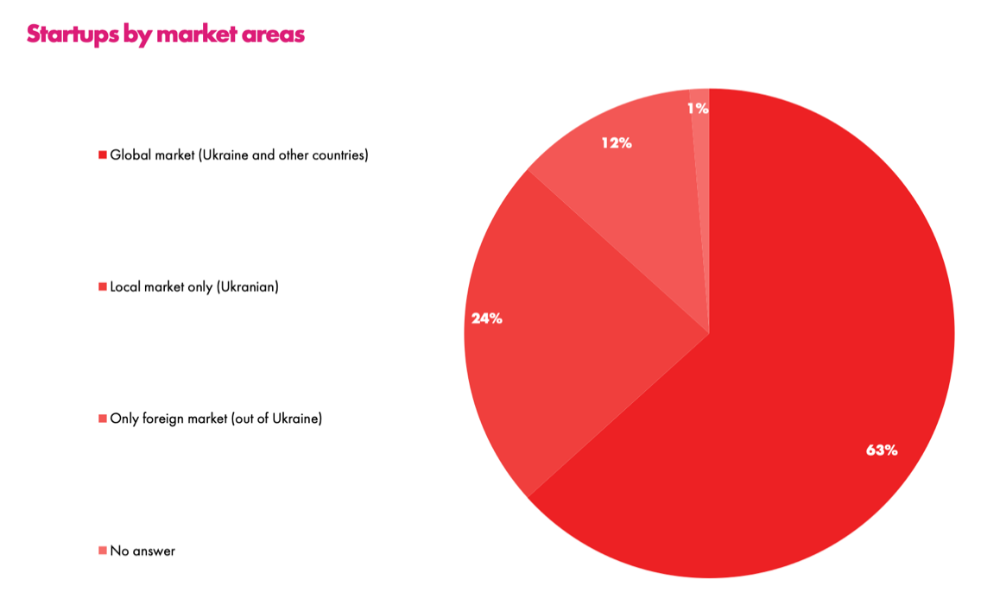 Startups by market areas
Global market (Ukraine and other countries)
Local market only (Ukranian)
Only foreign market (out of Ukraine)
No answer
1%
12%
24%
63%